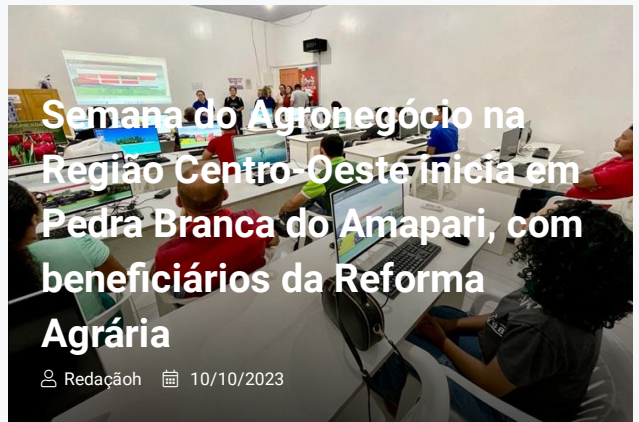 Semana do Agronegócio na
Região Centro-Oeste inicia em
Pedra Branca do Amapari, com
beneficiários da Reforma
Agrária
Redaçãoh 10/10/2023